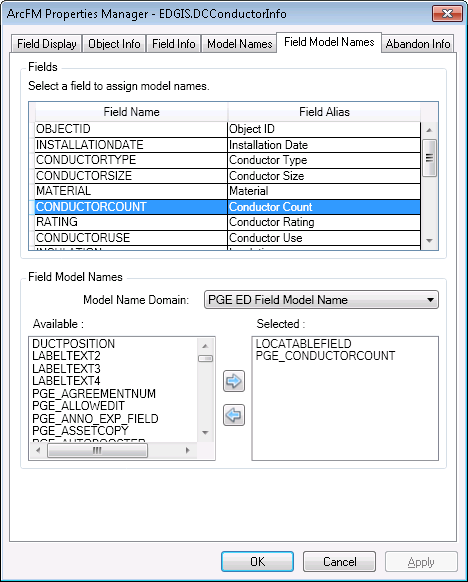 ArcFM Properties Manager - EDGIS.DCConductorInfo
Field Display Object Info Field Info Model Names Field Model Names Abandon Info
Fields
Select a field to assign model names.
Field Name Field Alias
OBJECTID Object ID
INSTALLATIONDATE Installation Date
CONDUCTORTYPE Conductor Type
CONDUCTORSIZE Conductor Size
MATERIAL Material
CONDUCTORCOUNT Conductor Count
RATING Conductor Rating
CONDUCTORUSE Conductor Use
Field Model Names
Model Name Domain: PGE ED Field Model Name
Available : Selected :
DUCTPOSITION LOCATABLEFIELD
LABELTEXT2 PGE_CONDUCTORCOUNT
LABELTEXT3
LABELTEXT4
PGE_AGREEMENTNUM
PGE_ALLOWEDIT
PGE_ANNO_EXP_FIELD
PGE_ASSETCOPY
OK Cancel Apply